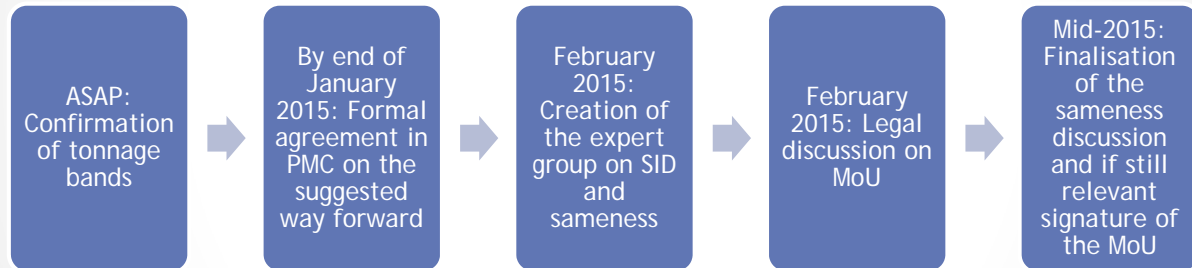 ASAP:
Confirmation
of tonnage
bands
By end of
January
2015: Formal
agreement in
PMC on the
suggested
way forward
February
2015:
Creation of
the expert
group on SID
and
sameness
February
2015: Legal
discussion on
MoU
Mid-2015:
Finalisation
of the
sameness
discussion
and if still
relevant
signature of
the MoU